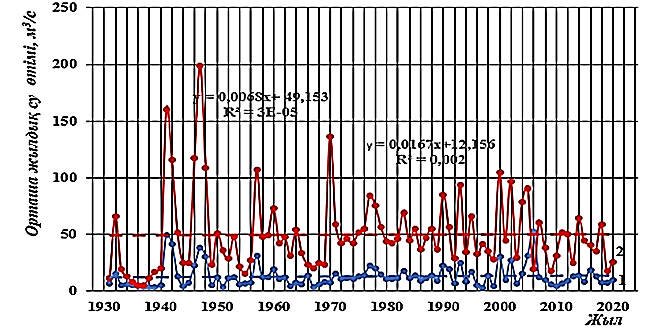 Орташа жылдық су өтімі, м³/с
250
200
150
100
50
0
y = 0,0068x+ 49,153
R² = 3E-05
y = 0,0167x+12,156
R² = 0,002
2
1
1930 1940 1950 1960 1970 1980 1990 2000 2010 2020
Жыл